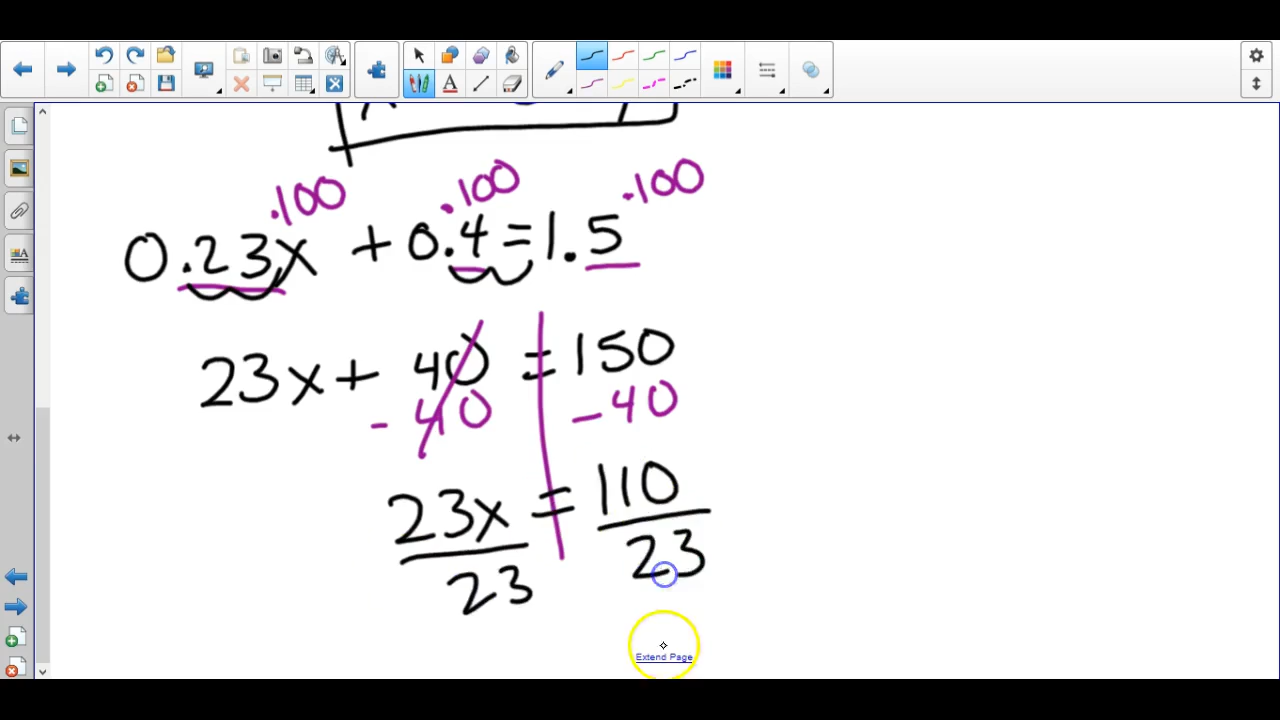 .100 .100 .100
0.23x + 0.4 = 1.5
23x + 40 = 150
- 40 - 40
23x = 110
23 23
Extend Page